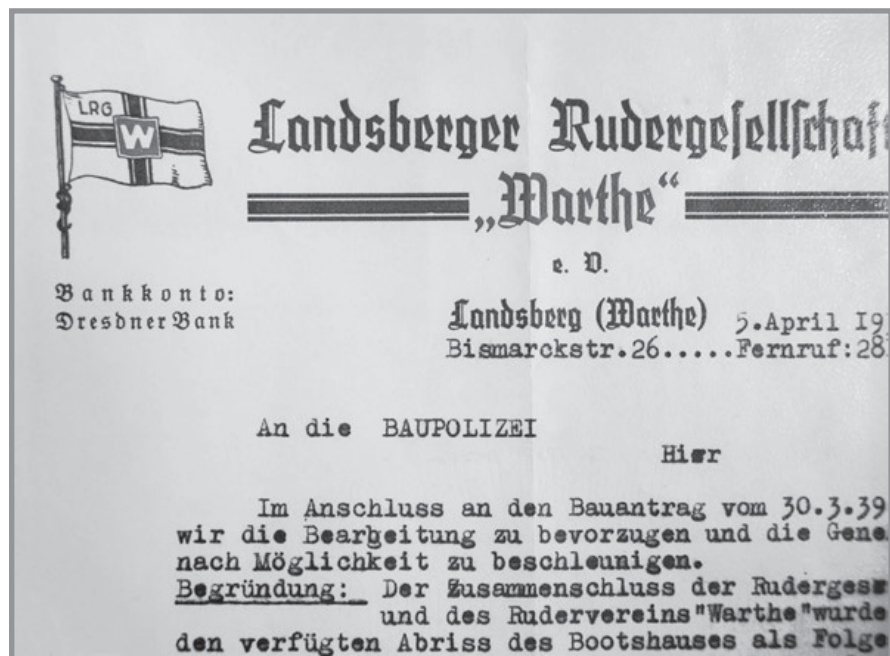 LRG
W
Landsberger Rudergesellschaf
„Warthe“
e. V.
Bankkonto:
Dresdner Bank
Landsberg (Warthe) 5.April I9
Bismarckstr.26.....Fernruf:28
An die BAUPOLIZEI
Hier
Im Anschluss an den Bauantrag vom 30.3.39
wir die Bearbeitung zu bevorzugen und die Gene
nach Möglichkeit zu beschleunigen.
Begründung: Der Zusammenschluss der Ruderges
und des Rudervereins"Warthe"wurde
den verfügten Abriss des Bootshauses als Folge